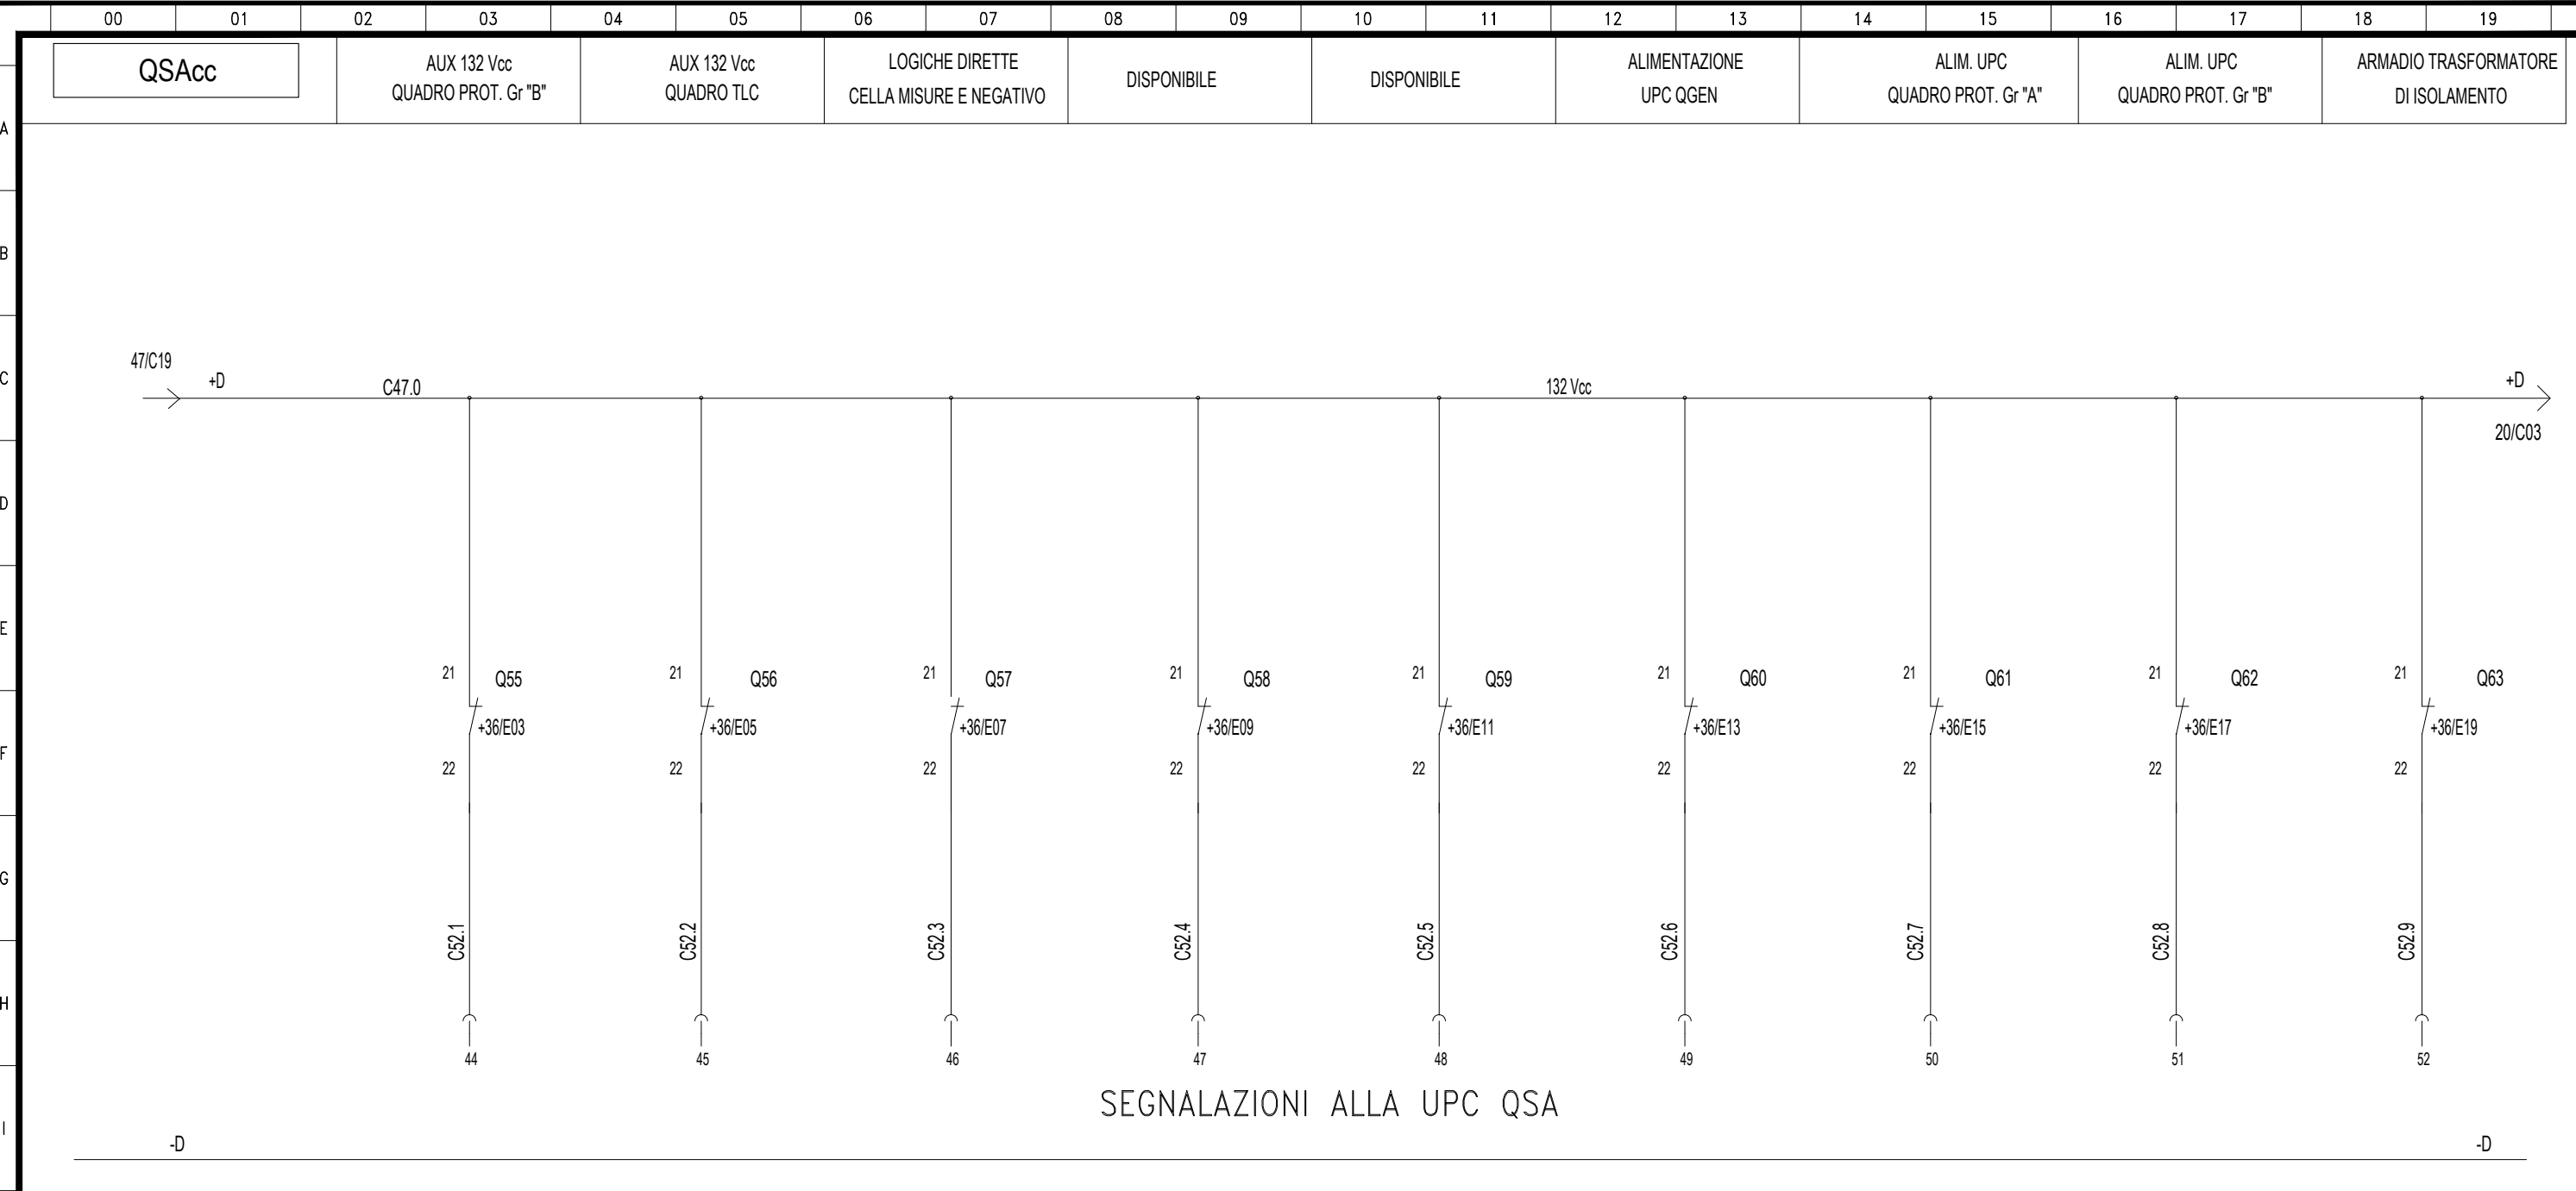 00 01 02 03 04 05 06 07 08 09 10 11 12 13 14 15 16 17 18 19
QSAcc
AUX 132 Vcc
QUADRO PROT. Gr "B"
AUX 132 Vcc
QUADRO TLC
LOGICHE DIRETTE
CELLA MISURE E NEGATIVO
DISPONIBILE
DISPONIBILE
ALIMENTAZIONE
UPC QGEN
ALIM. UPC
QUADRO PROT. Gr "A"
ALIM. UPC
QUADRO PROT. Gr "B"
ARMADIO TRASFORMATORE
DI ISOLAMENTO
A
B
C
D
E
F
G
H
I
47/C19
+D
C47.0
132 Vcc
+D
20/C03
21 Q55 21 Q56 21 Q57 21 Q58 21 Q59 21 Q60 21 Q61 21 Q62 21 Q63
+36/E03 +36/E05 +36/E07 +36/E09 +36/E11 +36/E13 +36/E15 +36/E17 +36/E19
22 22 22 22 22 22 22 22 22
C52.1 C52.2 C52.3 C52.4 C52.5 C52.6 C52.7 C52.8 C52.9
44 45 46 47 48 49 50 51 52
SEGNALAZIONI ALLA UPC QSA
-D -D